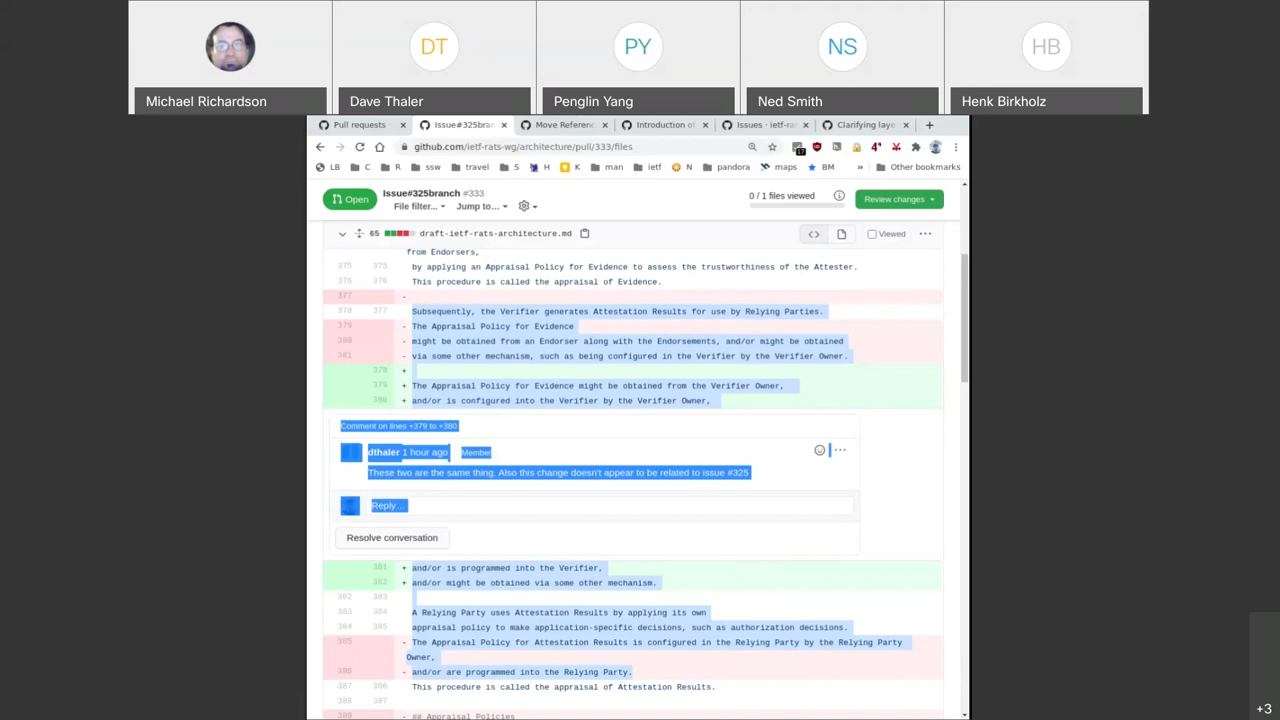 DT
PY
NS
HB
Michael Richardson
Dave Thaler
Penglin Yang
Ned Smith
Henk Birkholz
Pull requests
Issue#325bran
Move Referenc
Introduction of
Issues · ietf-ra
Clarifying laye
github.com/ietf-rats-wg/architecture/pull/333/files
17
LB
C
R
ssw
travel
S
H
K
man
ietf
N
pandora
maps
BM
»
Other bookmarks
Open
Issue#325branch #333
File filter...
Jump to...
0 / 1 files viewed
Review changes
65
draft-ietf-rats-architecture.md
Viewed
from Endorsers,
375 375 by applying an Appraisal Policy for Evidence to assess the trustworthiness of the Attester.
376 376 This procedure is called the appraisal of Evidence.
377 -
378 377 Subsequently, the Verifier generates Attestation Results for use by Relying Parties.
379 - The Appraisal Policy for Evidence
380 - might be obtained from an Endorser along with the Endorsements, and/or might be obtained
381 - via some other mechanism, such as being configured in the Verifier by the Verifier Owner.
378 +
379 + The Appraisal Policy for Evidence might be obtained from the Verifier Owner,
380 + and/or is configured into the Verifier by the Verifier Owner,
Comment on lines +379 to +380
dthaler 1 hour ago Member
These two are the same thing. Also this change doesn't appear to be related to issue #325
Reply...
Resolve conversation
381 + and/or is programmed into the Verifier,
382 + and/or might be obtained via some other mechanism.
382 383
383 384 A Relying Party uses Attestation Results by applying its own
384 385 appraisal policy to make application-specific decisions, such as authorization decisions.
385 - The Appraisal Policy for Attestation Results is configured in the Relying Party by the Relying Party
Owner,
386 - and/or are programmed into the Relying Party.
387 386 This procedure is called the appraisal of Attestation Results.
388 387
389 - ## Appraisal Policies
+3